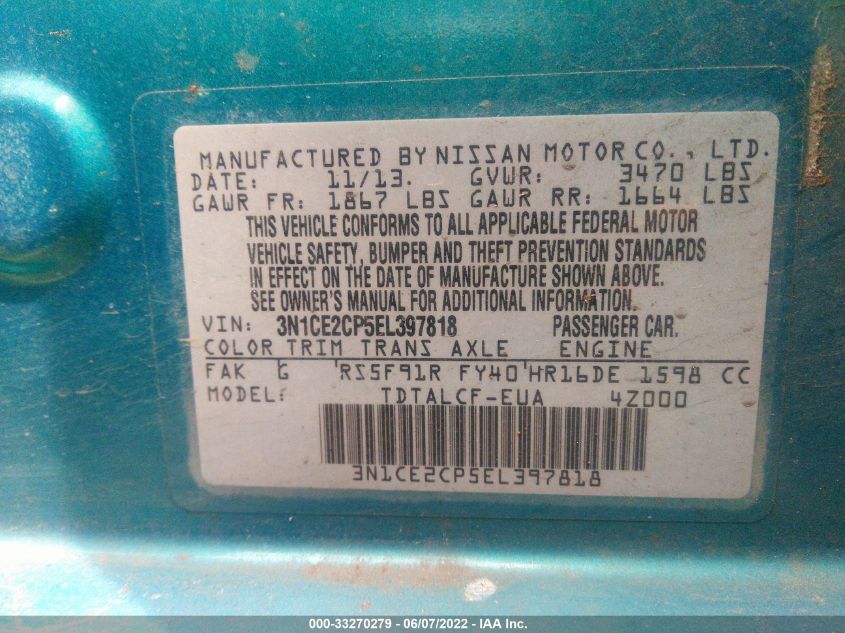 MANUFACTURED BY NISSAN MOTOR CO., LTD.
DATE: 11/13. GVWR: 3470 LBS
GAWR FR: 1867 LBS GAWR RR: 1664 LBS
THIS VEHICLE CONFORMS TO ALL APPLICABLE FEDERAL MOTOR
VEHICLE SAFETY, BUMPER AND THEFT PREVENTION STANDARDS
IN EFFECT ON THE DATE OF MANUFACTURE SHOWN ABOVE.
SEE OWNER'S MANUAL FOR ADDITIONAL INFORMATION.
VIN: 3N1CE2CP5EL397818 PASSENGER CAR.
COLOR TRIM TRANS AXLE ENGINE
FAK G RS5F91R FY40 HR16DE 1598 CC
MODEL: TDTALCF-EUA 4Z000
3N1CE2CP5EL397818
000-33270279 - 06/07/2022 - IAA Inc.